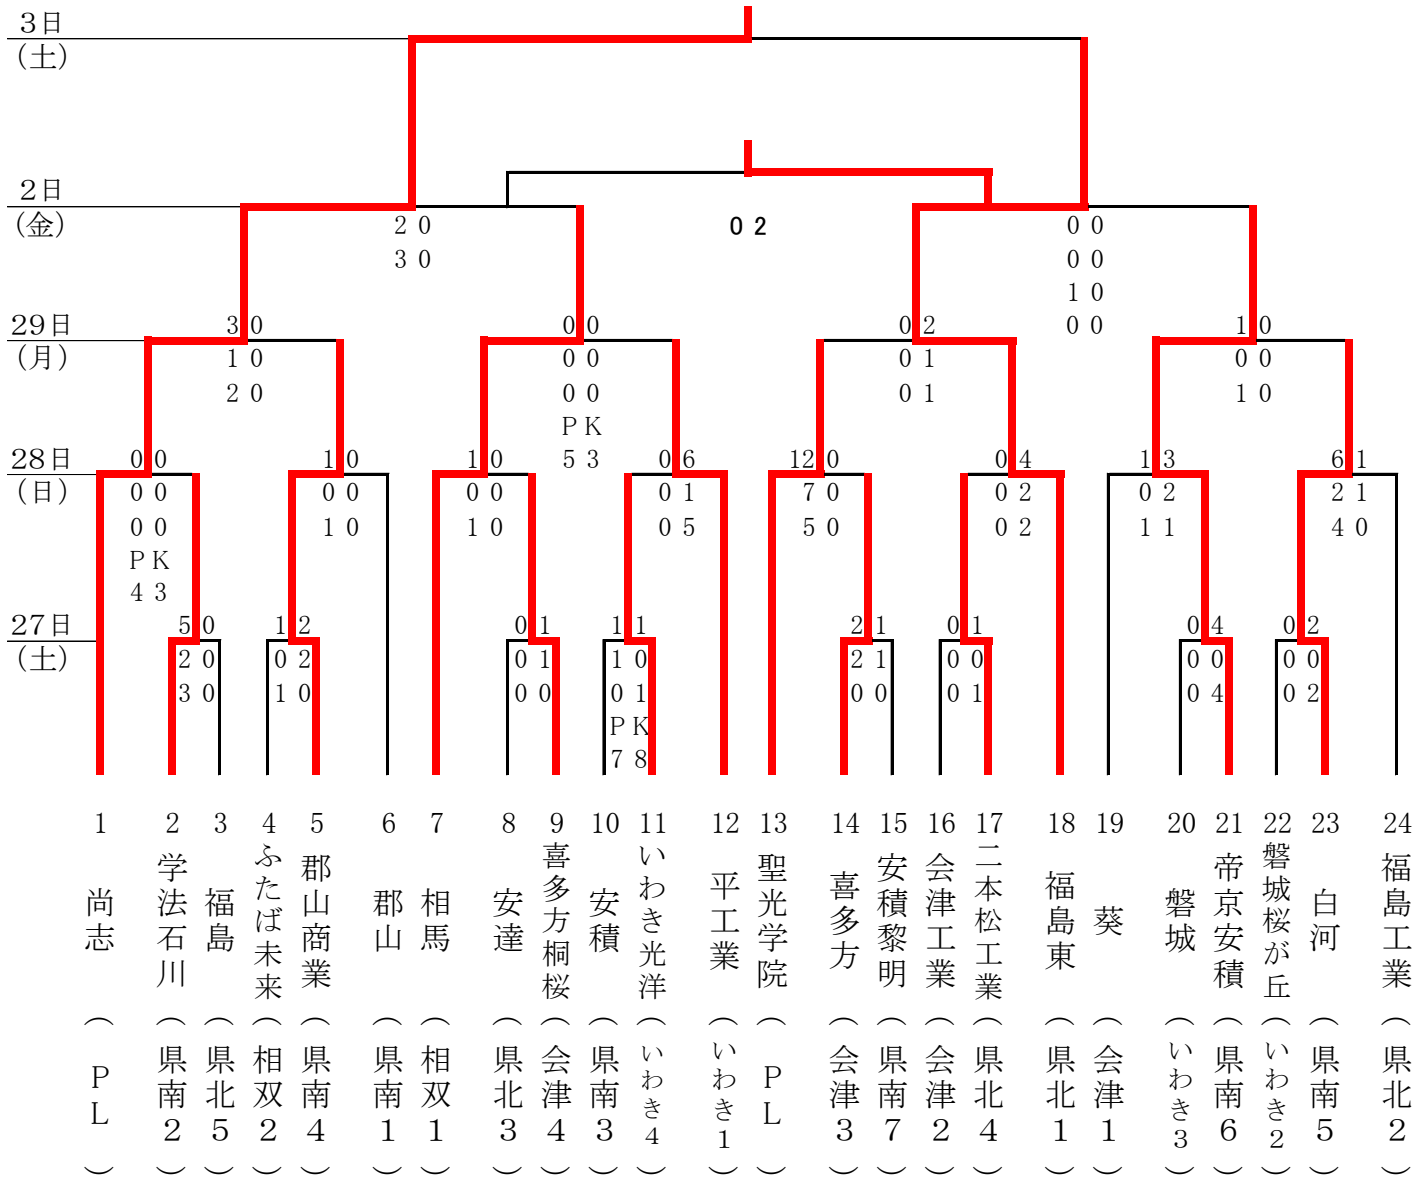 3日
(土)
2日
(金)
2 0
3 0
0 2
0 0
0 0
1 0
0 0
29日
(月)
3 0
1 0
2 0
0 0
0 0
0 0
P K
5 3
0 2
0 1
0 1
1 0
0 0
1 0
28日
(日)
0 0
0 0
0 0
P K
4 3
1 0
0 0
1 0
1 0
0 0
1 0
0 6
0 1
0 5
12 0
7 0
5 0
0 4
0 2
0 2
1 3
0 2
1 1
6 1
2 1
4 0
27日
(土)
5 0
2 0
3 0
1 2
0 2
1 0
0 1
0 1
0 0
1 1
1 0
0 1
P K
7 8
2 1
2 1
0 0
0 1
0 0
0 1
0 4
0 0
0 4
0 2
0 0
0 2
1 尚志 (PL)
2 学法石川 (県南2)
3 福島 (県北5)
4 ふたば未来 (相双2)
5 郡山商業 (県南4)
6 郡山 (県南1)
7 相馬 (相双1)
8 安達 (県北3)
9 喜多方桐桜 (会津4)
10 安積 (県南3)
11 いわき光洋 (いわき4)
12 平工業 (いわき1)
13 聖光学院 (PL)
14 喜多方 (会津3)
15 安積黎明 (県南7)
16 会津工業 (会津2)
17 二本松工業 (県北4)
18 福島東 (県北1)
19 葵 (会津1)
20 磐城 (いわき3)
21 帝京安積 (県南6)
22 磐城桜が丘 (いわき2)
23 白河 (県南5)
24 福島工業 (県北2)